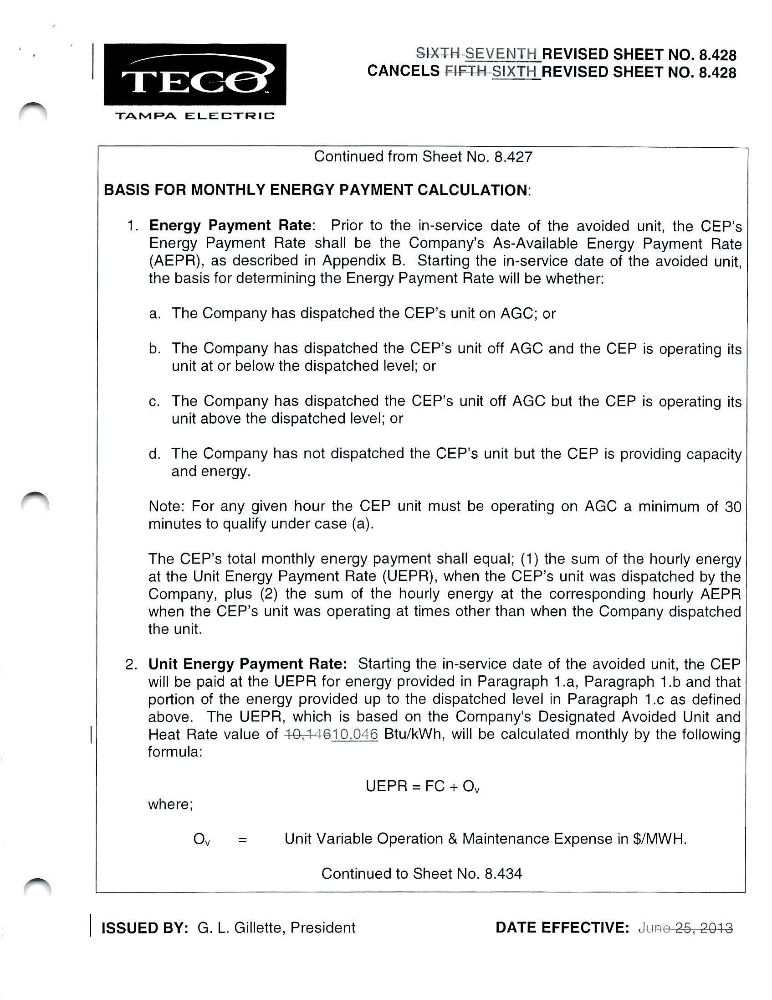 SIXTH SEVENTH REVISED SHEET NO. 8.428
CANCELS FIFTH SIXTH REVISED SHEET NO. 8.428
TECO
TAMPA ELECTRIC
Continued from Sheet No. 8.427
BASIS FOR MONTHLY ENERGY PAYMENT CALCULATION:
1. Energy Payment Rate: Prior to the in-service date of the avoided unit, the CEP's
Energy Payment Rate shall be the Company's As-Available Energy Payment Rate
(AEPR), as described in Appendix B. Starting the in-service date of the avoided unit,
the basis for determining the Energy Payment Rate will be whether:
a. The Company has dispatched the CEP's unit on AGC; or
b. The Company has dispatched the CEP's unit off AGC and the CEP is operating its
unit at or below the dispatched level; or
c. The Company has dispatched the CEP's unit off AGC but the CEP is operating its
unit above the dispatched level; or
d. The Company has not dispatched the CEP's unit but the CEP is providing capacity
and energy.
Note: For any given hour the CEP unit must be operating on AGC a minimum of 30
minutes to qualify under case (a).
The CEP's total monthly energy payment shall equal; (1) the sum of the hourly energy
at the Unit Energy Payment Rate (UEPR), when the CEP's unit was dispatched by the
Company, plus (2) the sum of the hourly energy at the corresponding hourly AEPR
when the CEP's unit was operating at times other than when the Company dispatched
the unit.
2. Unit Energy Payment Rate: Starting the in-service date of the avoided unit, the CEP
will be paid at the UEPR for energy provided in Paragraph 1.a, Paragraph 1.b and that
portion of the energy provided up to the dispatched level in Paragraph 1.c as defined
above. The UEPR, which is based on the Company's Designated Avoided Unit and
Heat Rate value of 10,14610,046 Btu/kWh, will be calculated monthly by the following
formula:
UEPR = FC + Ov
where;
Ov = Unit Variable Operation & Maintenance Expense in $/MWH.
Continued to Sheet No. 8.434
ISSUED BY: G. L. Gillette, President DATE EFFECTIVE: June 25, 2013